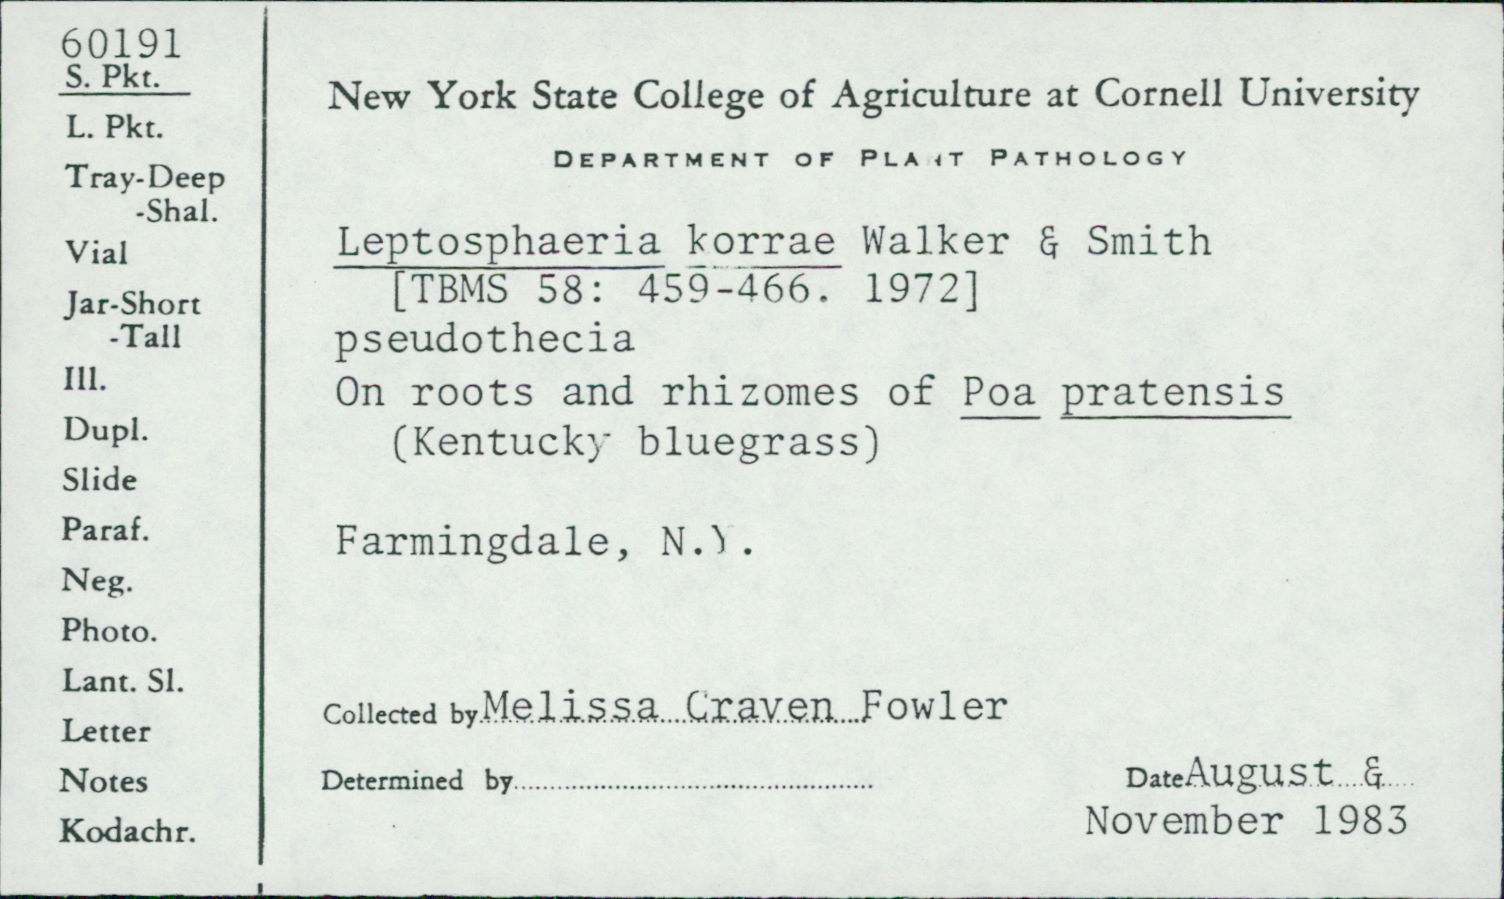 60191
S. Pkt.
L. Pkt.
Tray-Deep
-Shal.
Vial
Jar-Short
-Tall
Ill.
Dupl.
Slide
Paraf.
Neg.
Photo.
Lant. Sl.
Letter
Notes
Kodachr.
New York State College of Agriculture at Cornell University
DEPARTMENT OF PLANT PATHOLOGY
Leptosphaeria korrae Walker & Smith
[TBMS 58: 459-466. 1972]
pseudothecia
On roots and rhizomes of Poa pratensis
(Kentucky bluegrass)
Farmingdale, N.Y.
Collected by Melissa Craven Fowler
Determined by
Date August &
November 1983